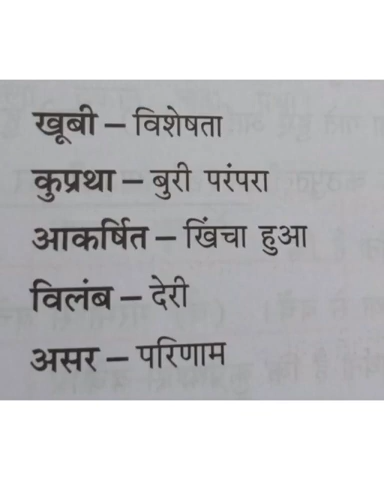 खूबी – विशेषता
कुप्रथा – बुरी परंपरा
आकर्षित – खिंचा हुआ
विलंब – देरी
असर – परिणाम